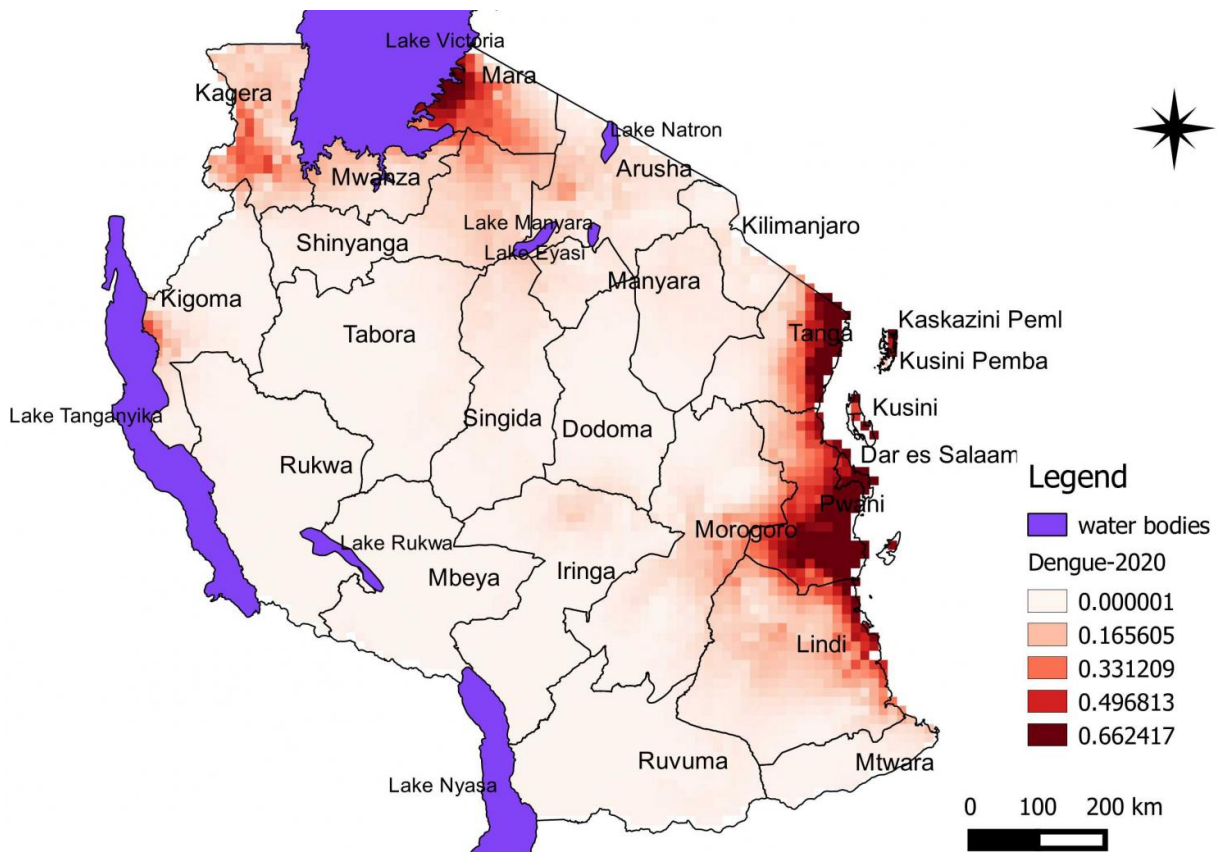 Lake Victoria
Mara
Kagera
Lake Natron
Arusha
Mwanza
Lake Manyara
Kilimanjaro
Shinyanga
Lake Eyasi
Manyara
Kigoma
Kaskazini Peml
Tabora
Tanga
Kusini Pemba
Lake Tanganyika
Singida
Dodoma
Kusini
Rukwa
Dar es Salaam
Pwani
Morogoro
Lake Rukwa
Mbeya
Iringa
Lindi
Ruvuma
Mtwara
Lake Nyasa
Legend
water bodies
Dengue-2020
0.000001
0.165605
0.331209
0.496813
0.662417
0 100 200 km